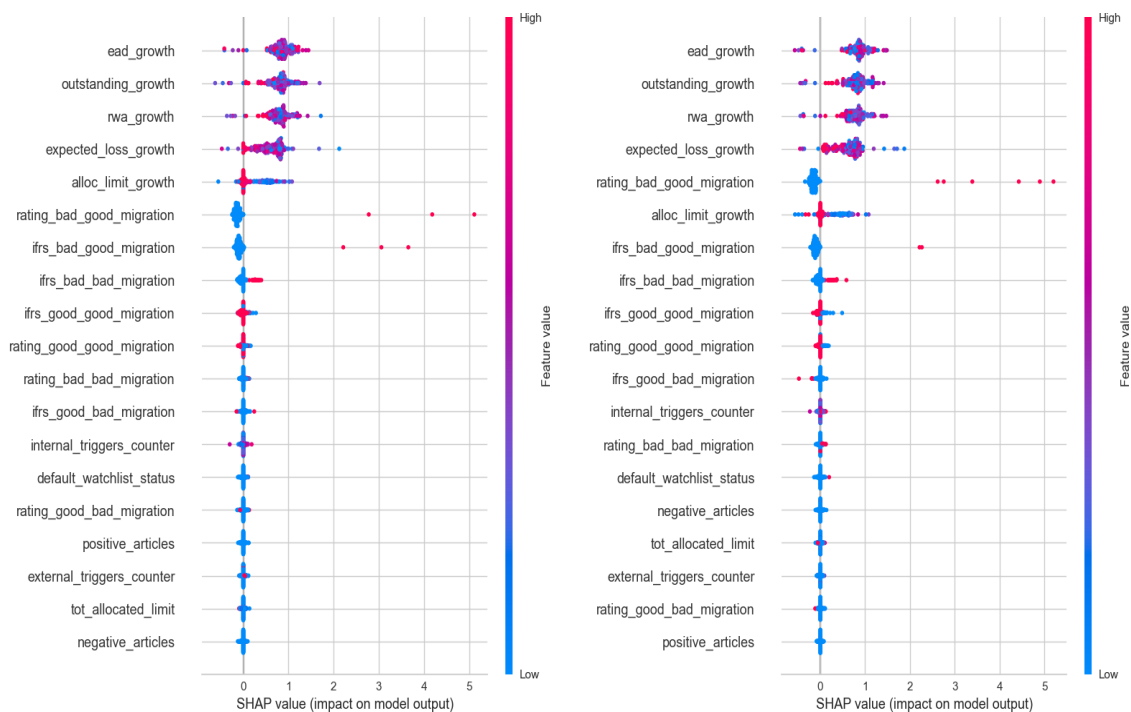 High
ead_growth
outstanding_growth
rwa_growth
expected_loss_growth
alloc_limit_growth
rating_bad_good_migration
ifrs_bad_good_migration
ifrs_bad_bad_migration
ifrs_good_good_migration
rating_good_good_migration
rating_bad_bad_migration
ifrs_good_bad_migration
internal_triggers_counter
default_watchlist_status
rating_good_bad_migration
positive_articles
external_triggers_counter
tot_allocated_limit
negative_articles
Feature value
Low
0 1 2 3 4 5
SHAP value (impact on model output)
High
ead_growth
outstanding_growth
rwa_growth
expected_loss_growth
rating_bad_good_migration
alloc_limit_growth
ifrs_bad_good_migration
ifrs_bad_bad_migration
ifrs_good_good_migration
rating_good_good_migration
ifrs_good_bad_migration
internal_triggers_counter
rating_bad_bad_migration
default_watchlist_status
negative_articles
tot_allocated_limit
external_triggers_counter
rating_good_bad_migration
positive_articles
Feature value
Low
0 1 2 3 4 5
SHAP value (impact on model output)